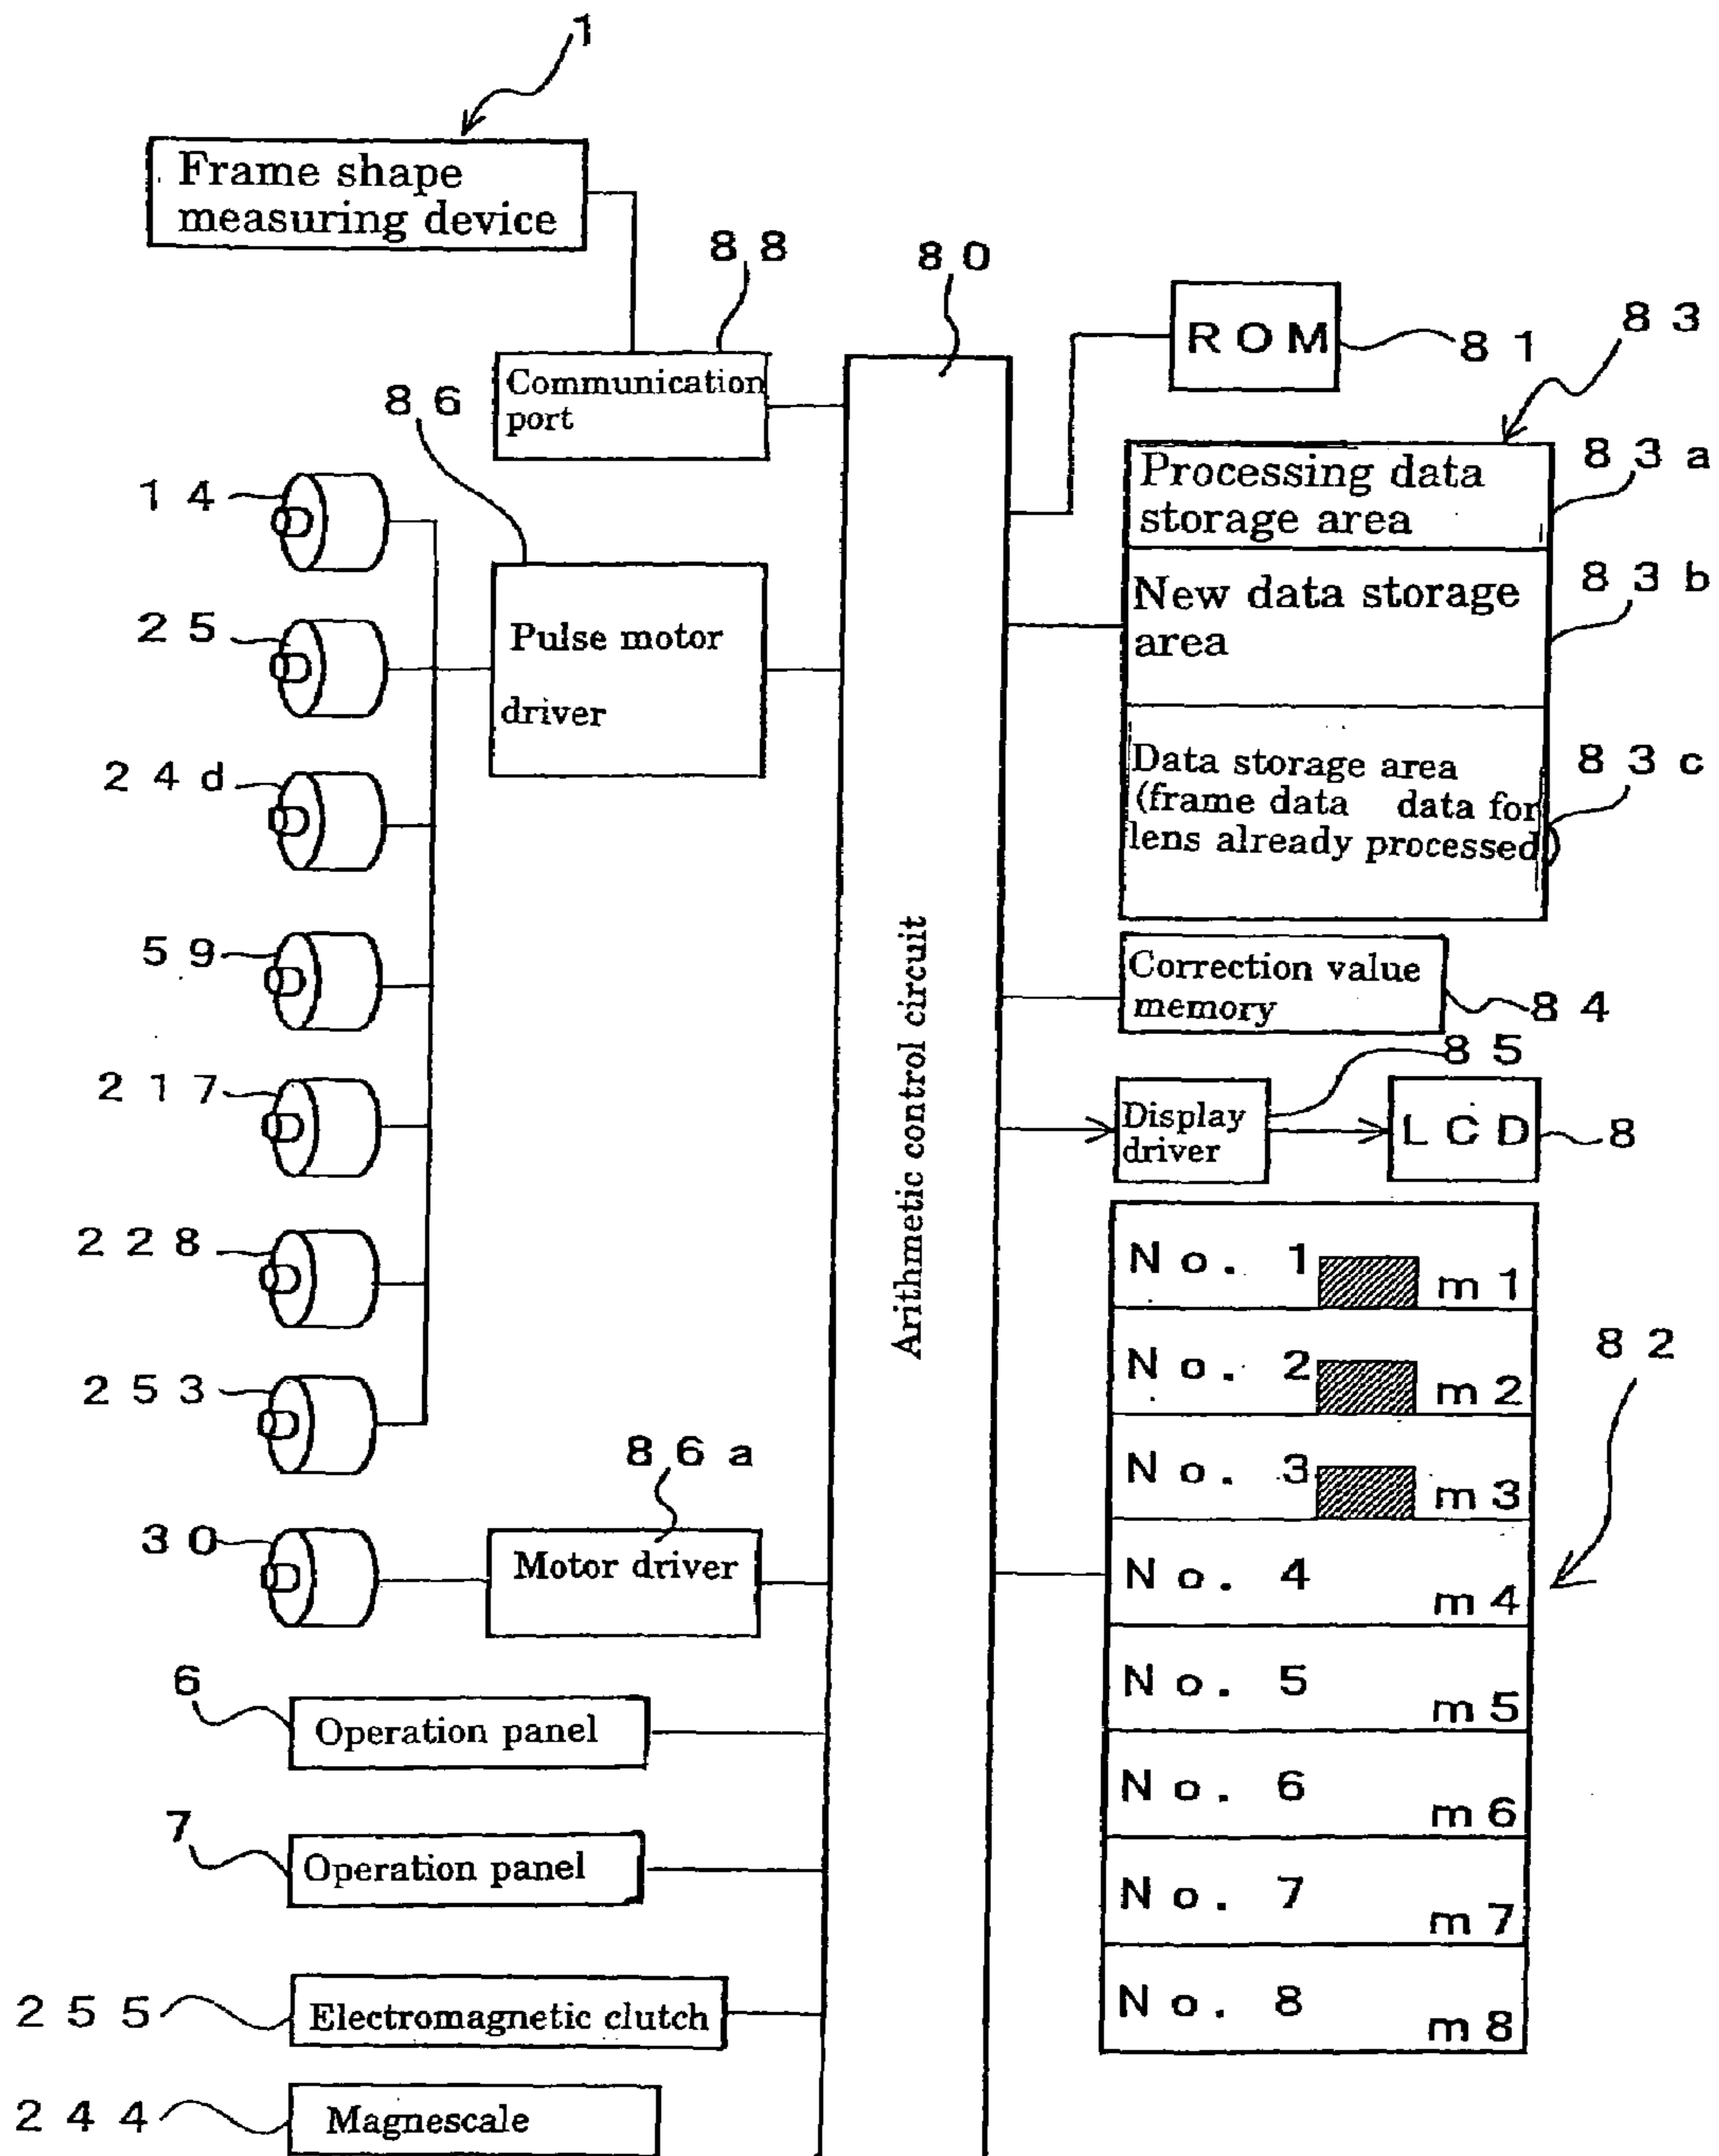 1
Frame shape
measuring device
88
80
ROM
81
83
Communication
port
86
Processing data
storage area
83a
14
New data storage
area
83b
25
Pulse motor
driver
24d
Data storage area
(frame data data for
lens already processed)
83c
59
Correction value
memory
84
Arithmetic control circuit
85
217
Display
driver
LCD
8
228
No. 1 m1
No. 2 m2
82
253
No. 3 m3
86a
30
Motor driver
No. 4 m4
6
Operation panel
No. 5 m5
No. 6 m6
7
Operation panel
No. 7 m7
255
Electromagnetic clutch
No. 8 m8
244
Magnescale